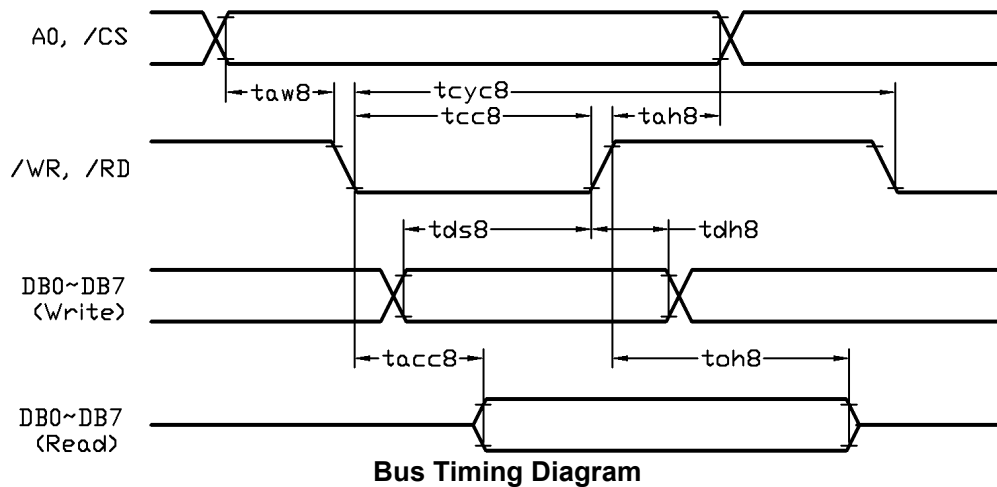 A0, /CS
taw8 tcyc8
tcc8 tah8
/WR, /RD
tds8 tdh8
DB0~DB7
(Write)
tacc8 toh8
DB0~DB7
(Read)
Bus Timing Diagram